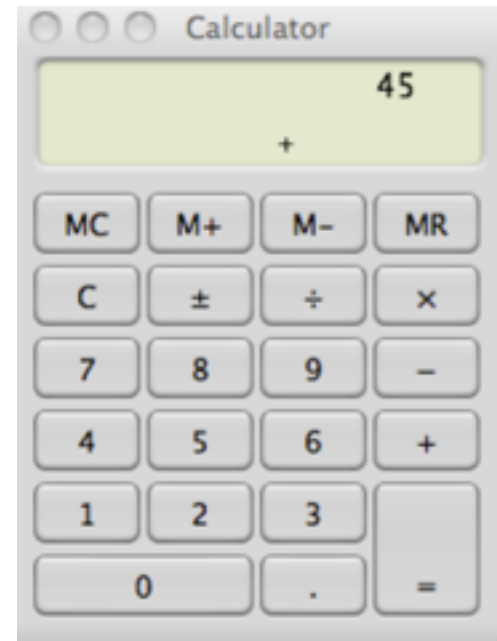 Calculator
45
+
MC M+ M- MR
C ± ÷ ×
7 8 9 −
4 5 6 +
1 2 3
0 . =